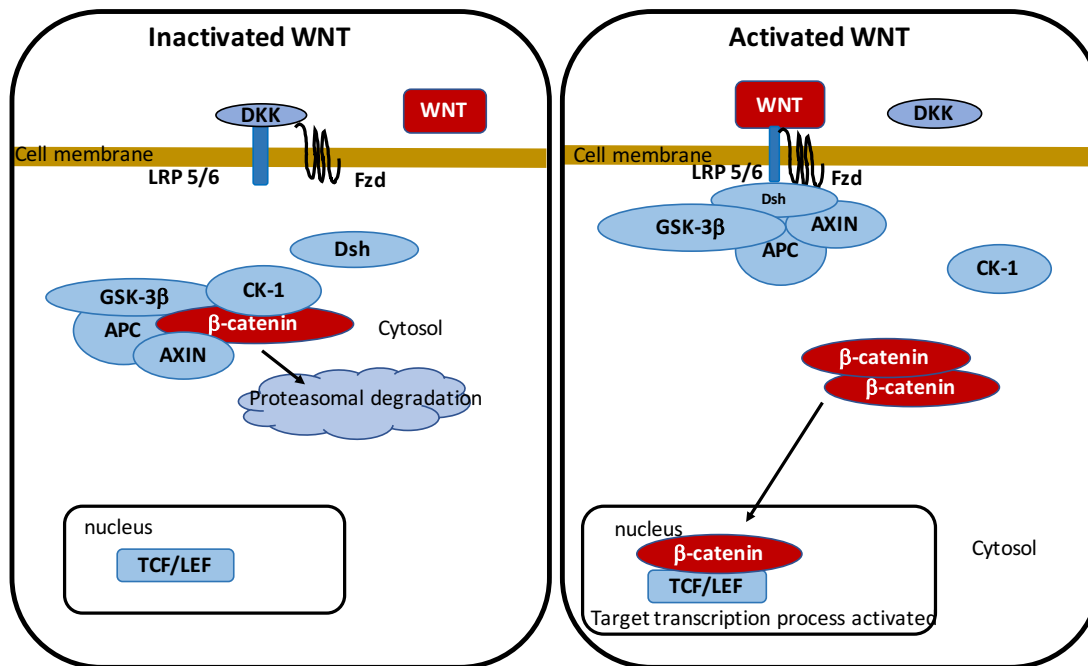 Inactivated WNT
DKK
WNT
Cell membrane
LRP 5/6
Fzd
Dsh
CK-1
GSK-3β
β-catenin
APC
AXIN
Cytosol
Proteasomal degradation
nucleus
TCF/LEF
Activated WNT
WNT
DKK
Cell membrane
LRP 5/6
Fzd
Dsh
GSK-3β
AXIN
APC
CK-1
β-catenin
β-catenin
nucleus
β-catenin
TCF/LEF
Cytosol
Target transcription process activated